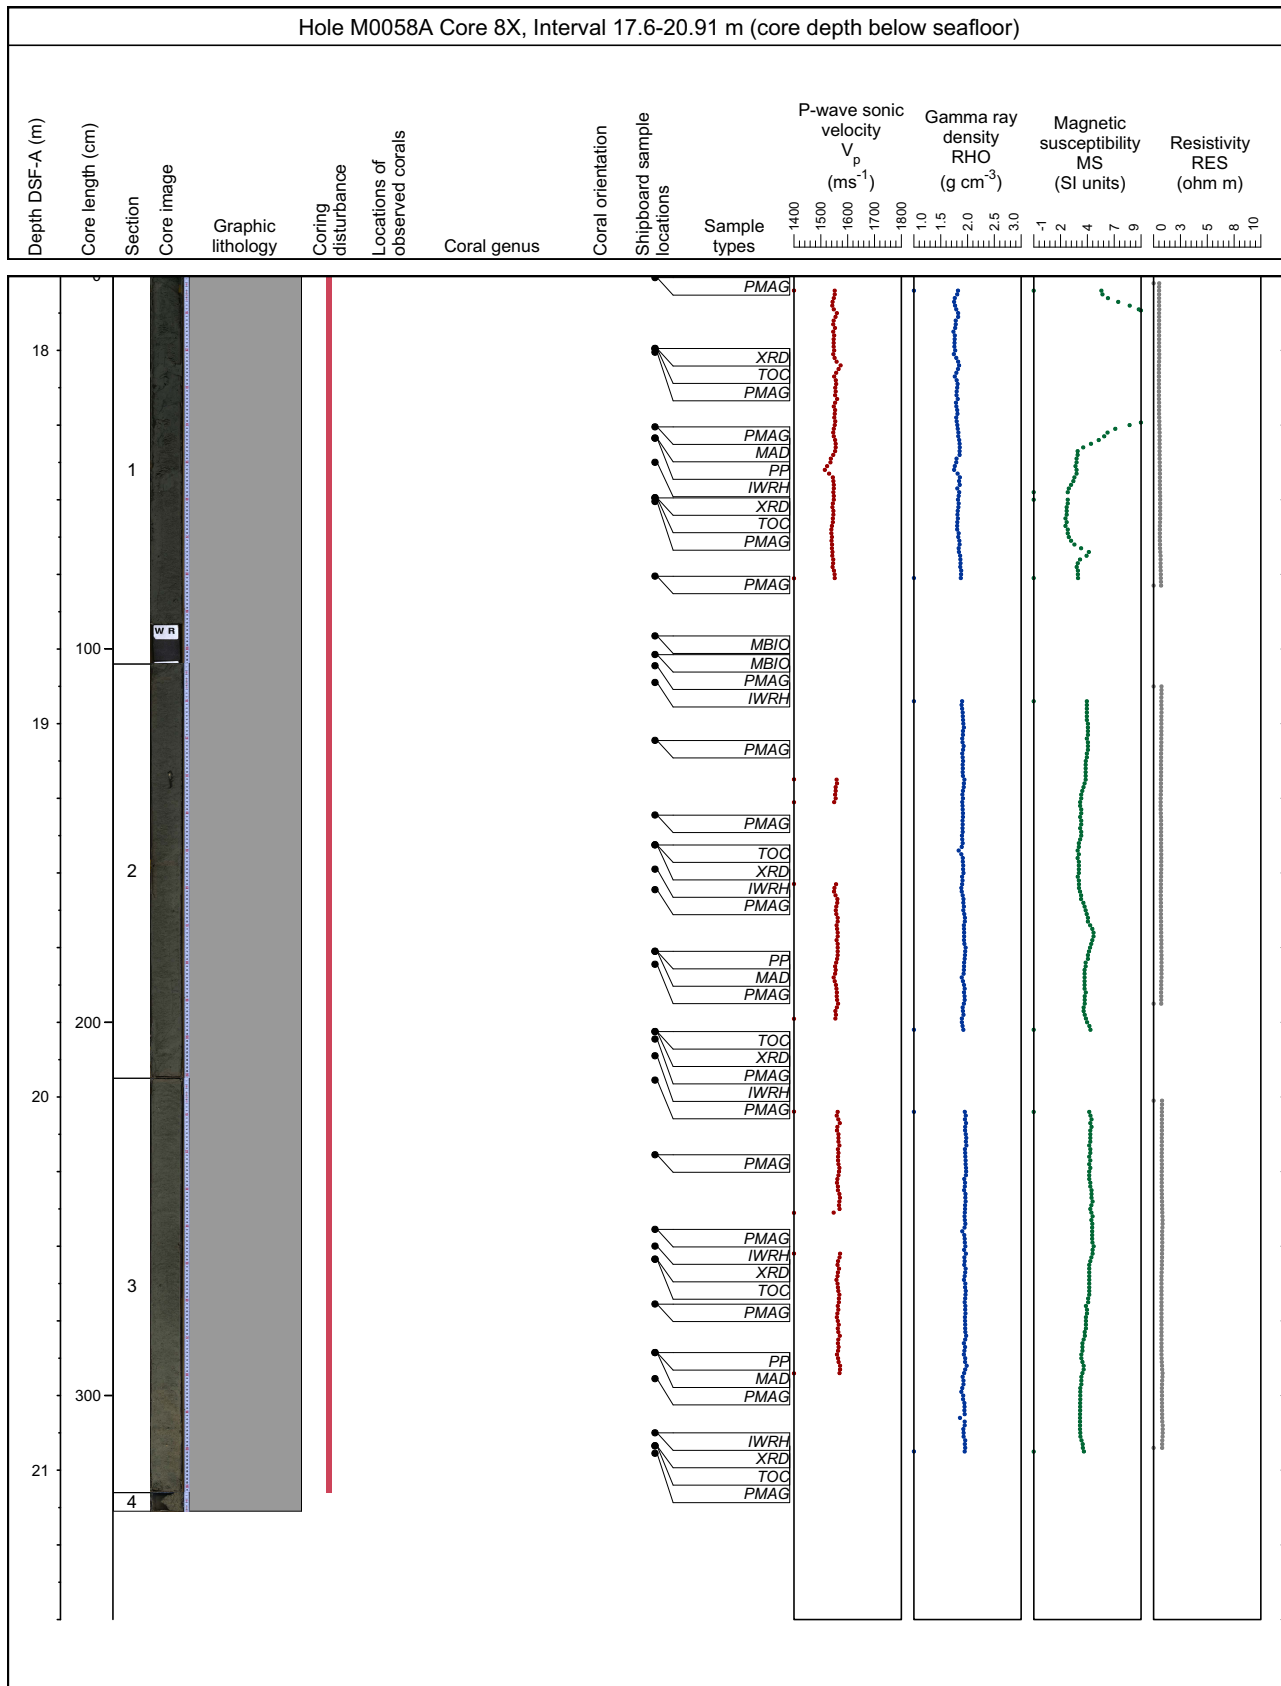 Hole M0058A Core 8X, Interval 17.6-20.91 m (core depth below seafloor)
Depth DSF-A (m)
Core length (cm)
Section
Core image
Graphic
lithology
Coring
disturbance
Locations of
observed corals
Coral genus
Coral orientation
Shipboard sample
locations
Sample
types
P-wave sonic
velocity
Vp
(ms-1)
1400 1500 1600 1700 1800
Gamma ray
density
RHO
(g cm-3)
1.0 1.5 2.0 2.5 3.0
Magnetic
susceptibility
MS
(SI units)
-1 2 4 7 9
Resistivity
RES
(ohm m)
0 3 5 8 10
PMAG
18
XRD
TOC
PMAG
PMAG
MAD
1
PP
IWRH
XRD
TOC
PMAG
PMAG
W R
MBIO
100
MBIO
PMAG
IWRH
19
PMAG
PMAG
TOC
2
XRD
IWRH
PMAG
PP
MAD
PMAG
200
TOC
XRD
PMAG
IWRH
20
PMAG
PMAG
PMAG
IWRH
XRD
3
TOC
PMAG
PP
MAD
300
PMAG
IWRH
XRD
21
TOC
PMAG
4